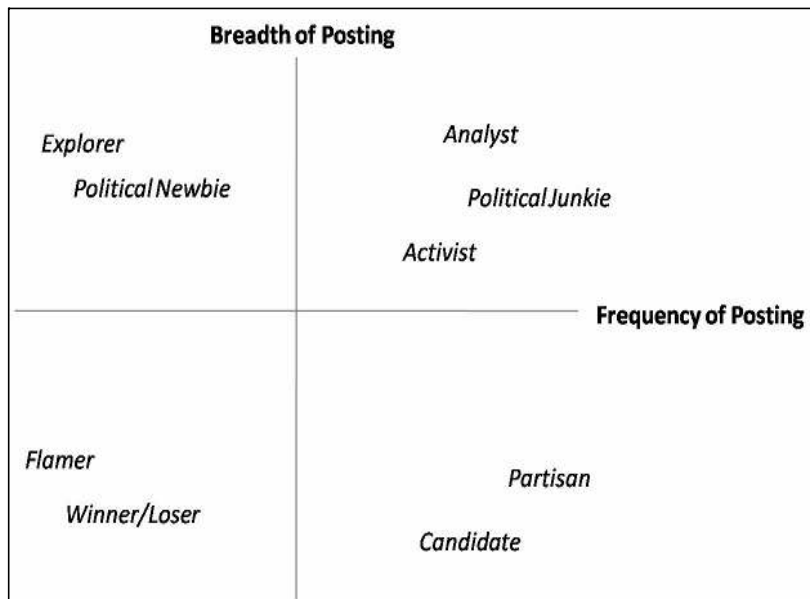 Breadth of Posting
Explorer
Analyst
Political Newbie
Political Junkie
Activist
Frequency of Posting
Flamer
Partisan
Winner/Loser
Candidate